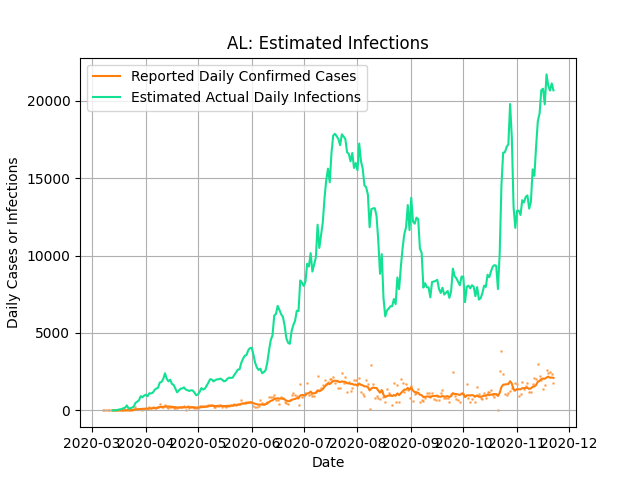 AL: Estimated Infections
Reported Daily Confirmed Cases
Estimated Actual Daily Infections
Daily Cases or Infections
20000
15000
10000
5000
0
2020-03 2020-04 2020-05 2020-06 2020-07 2020-08 2020-09 2020-10 2020-11 2020-12
Date